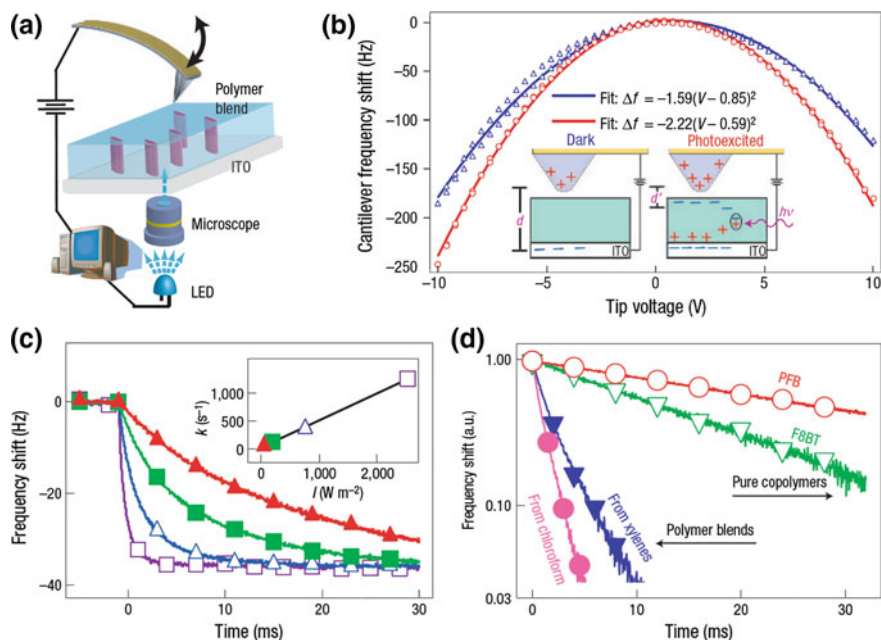 (a)
Polymer
blend
ITO
Microscope
LED
(b)
Cantilever frequency shift (Hz)
0
−50
−100
−150
−200
−250
−10
−5
0
5
10
Tip voltage (V)
Fit: Δf = −1.59(V − 0.85)²
Fit: Δf = −2.22(V − 0.59)²
Dark
Photoexcited
d
d'
hν
ITO
ITO
(c)
Frequency shift (Hz)
0
−20
−40
0
10
20
30
Time (ms)
k (s⁻¹)
1,000
500
0
0
1,000
2,000
I (W m⁻²)
(d)
Frequency shift (a.u.)
1.00
0.10
0.03
0
10
20
30
Time (ms)
PFB
F8BT
Pure copolymers
From xylenes
Polymer blends
From chloroform